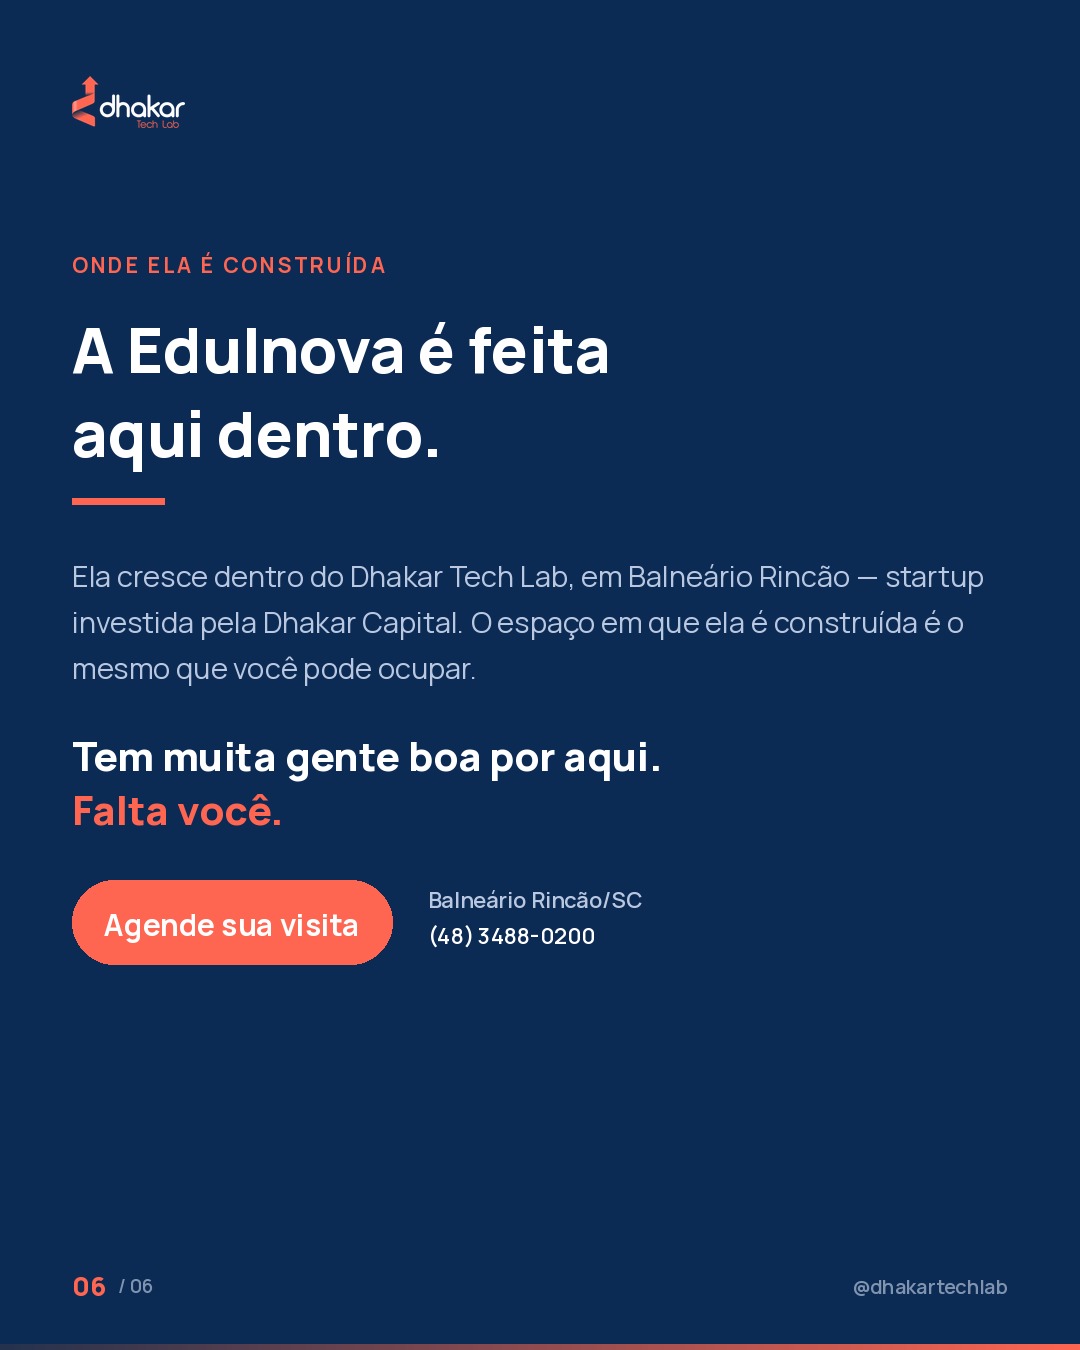 dhakar
Tech Lab
ONDE ELA É CONSTRUÍDA
A EduInova é feita
aqui dentro.
Ela cresce dentro do Dhakar Tech Lab, em Balneário Rincão — startup
investida pela Dhakar Capital. O espaço em que ela é construída é o
mesmo que você pode ocupar.
Tem muita gente boa por aqui.
Falta você.
Agende sua visita
Balneário Rincão/SC
(48) 3488-0200
06 / 06
@dhakartechlab